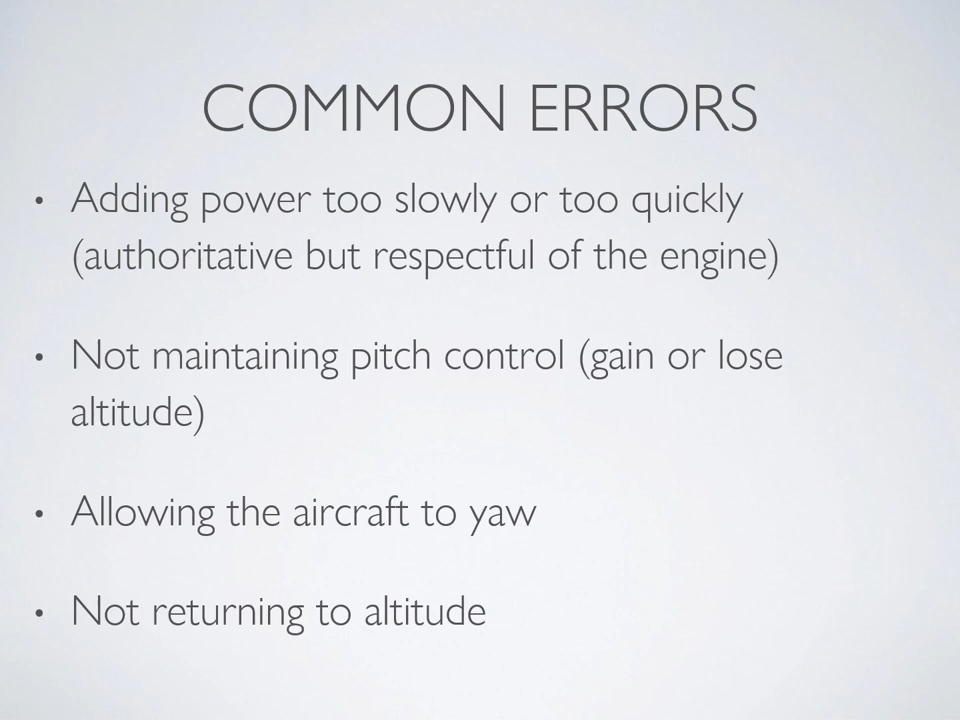 COMMON ERRORS
• Adding power too slowly or too quickly
(authoritative but respectful of the engine)
• Not maintaining pitch control (gain or lose
altitude)
• Allowing the aircraft to yaw
• Not returning to altitude